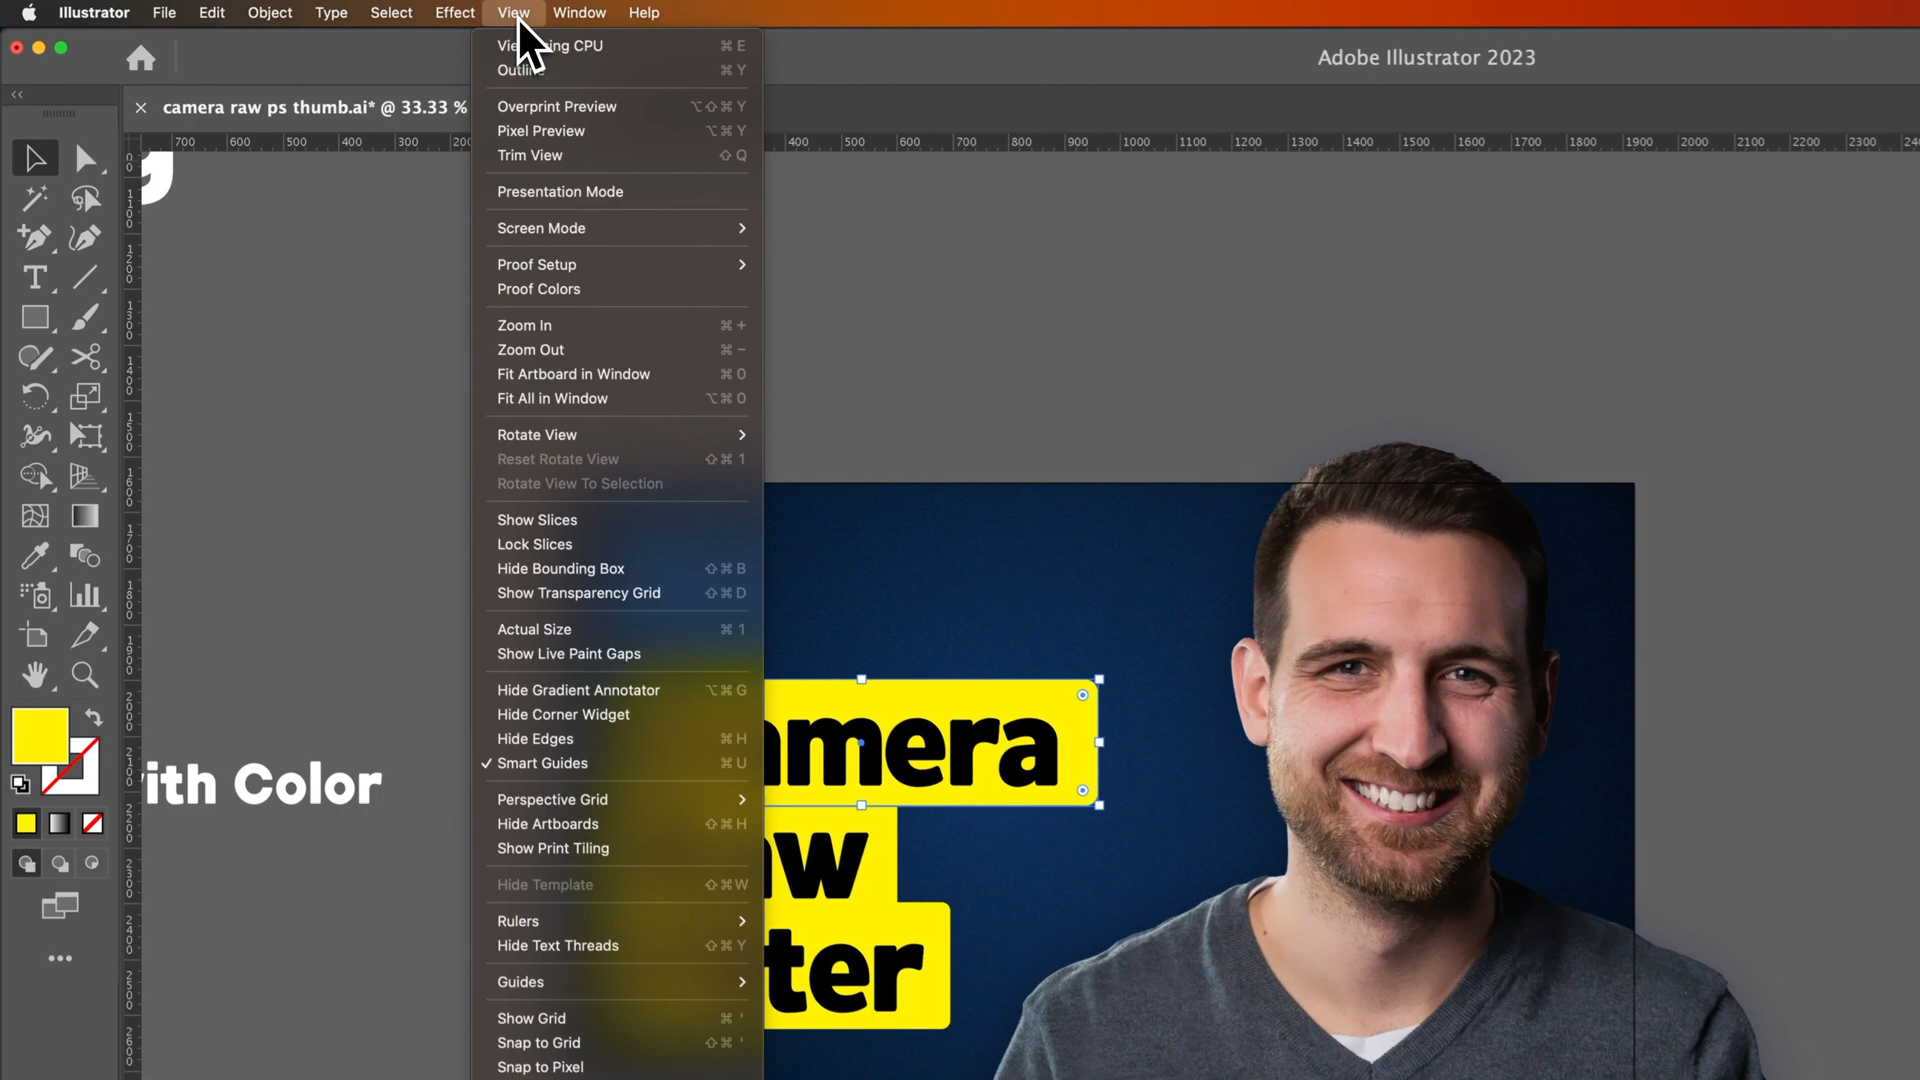 Illustrator File Edit Object Type Select Effect View Window Help
Adobe Illustrator 2023
camera raw ps thumb.ai* @ 33.33 %
700 600 500 400 300 400 500 600 700 800 900 1000 1100 1200 1300 1400 1500 1600 1700 1800 1900 2000 2100 2200 2300
Outline ⌘ Y
Overprint Preview ⌥⇧⌘ Y
Pixel Preview ⌥⌘ Y
Trim View ⇧ Q
Presentation Mode
Screen Mode
Proof Setup
Proof Colors
Zoom In ⌘ +
Zoom Out ⌘ −
Fit Artboard in Window ⌘ 0
Fit All in Window ⌥⌘ 0
Rotate View
Reset Rotate View ⇧⌘ 1
Rotate View To Selection
Show Slices
Lock Slices
Hide Bounding Box ⇧⌘ B
Show Transparency Grid ⇧⌘ D
Actual Size ⌘ 1
Show Live Paint Gaps
Hide Gradient Annotator ⌥⌘ G
Hide Corner Widget
Hide Edges ⌘ H
✓ Smart Guides ⌘ U
Perspective Grid
Hide Artboards ⇧⌘ H
Show Print Tiling
Hide Template ⇧⌘ W
Rulers
Hide Text Threads ⇧⌘ Y
Guides
Show Grid ⌘ '
Snap to Grid ⇧⌘ '
Snap to Pixel
with Color
amera
aw
ter